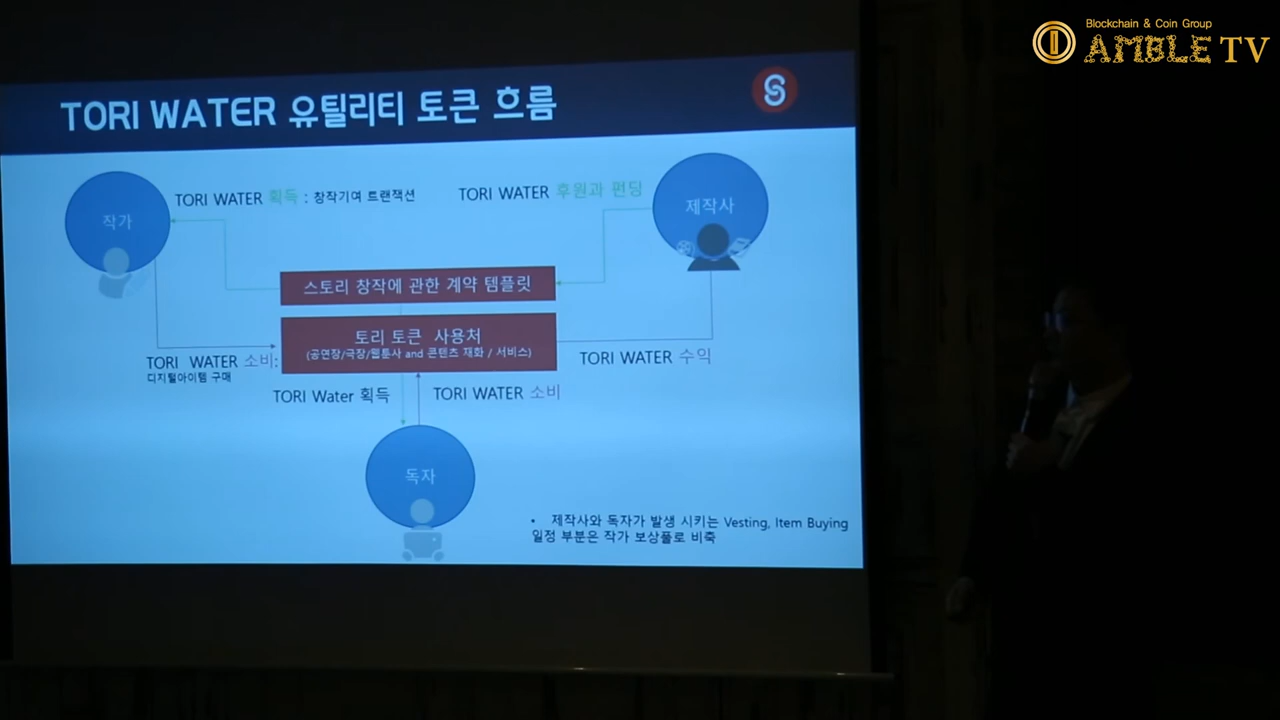 Blockchain & Coin Group
AMBLE TV
TORI WATER 유틸리티 토큰 흐름
작가
TORI WATER 획득 : 창작기여 트랜잭션
TORI WATER 후원과 펀딩
제작사
스토리 창작에 관한 계약 템플릿
토리 토큰 사용처
(공연장/극장/웹툰사 and 콘텐츠 재화 / 서비스)
TORI WATER 소비:
디지털아이템 구매
TORI WATER 수익
TORI Water 획득
TORI WATER 소비
독자
• 제작사와 독자가 발생 시키는 Vesting, Item Buying
일정 부분은 작가 보상풀로 비축